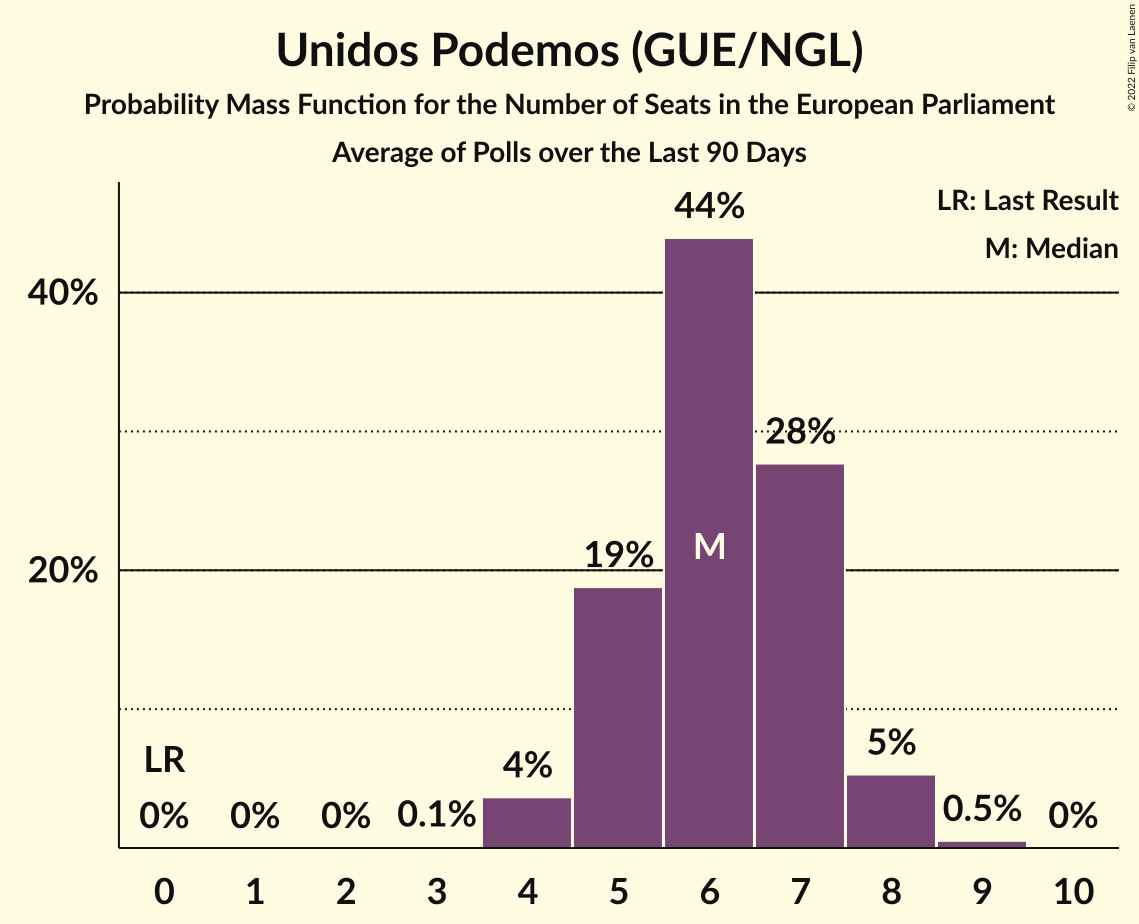 Unidos Podemos (GUE/NGL)
Probability Mass Function for the Number of Seats in the European Parliament
Average of Polls over the Last 90 Days
© 2022 Filip van Laenen
LR: Last Result
M: Median
44%
40%
28%
M
19%
20%
LR
4%
5%
0% 0% 0% 0.1% 0.5% 0%
0 1 2 3 4 5 6 7 8 9 10